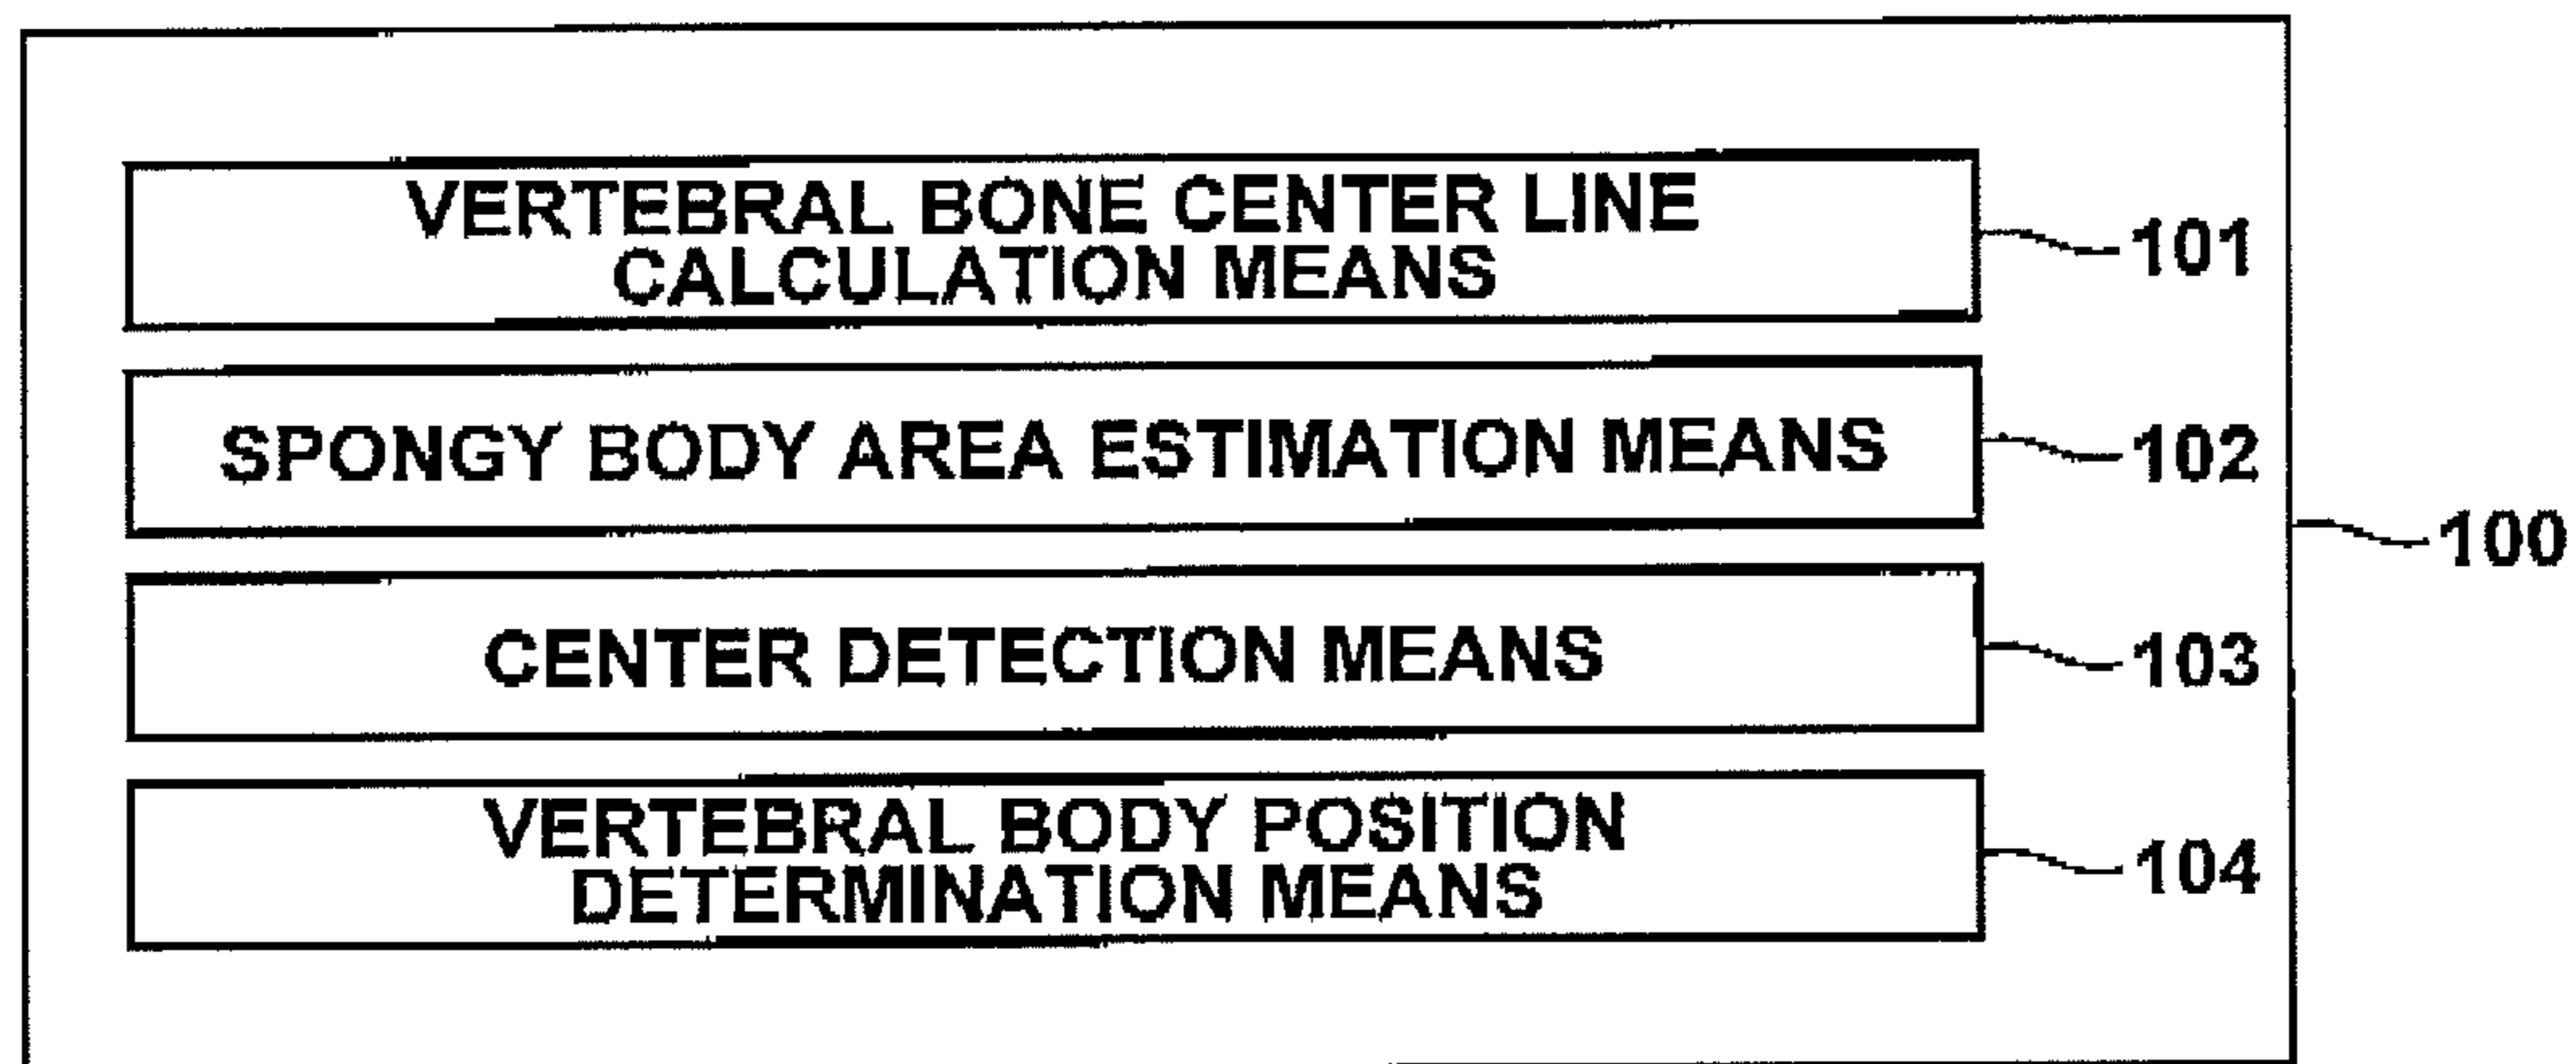 VERTEBRAL BONE CENTER LINE
CALCULATION MEANS
101
SPONGY BODY AREA ESTIMATION MEANS
102
100
CENTER DETECTION MEANS
103
VERTEBRAL BODY POSITION
DETERMINATION MEANS
104